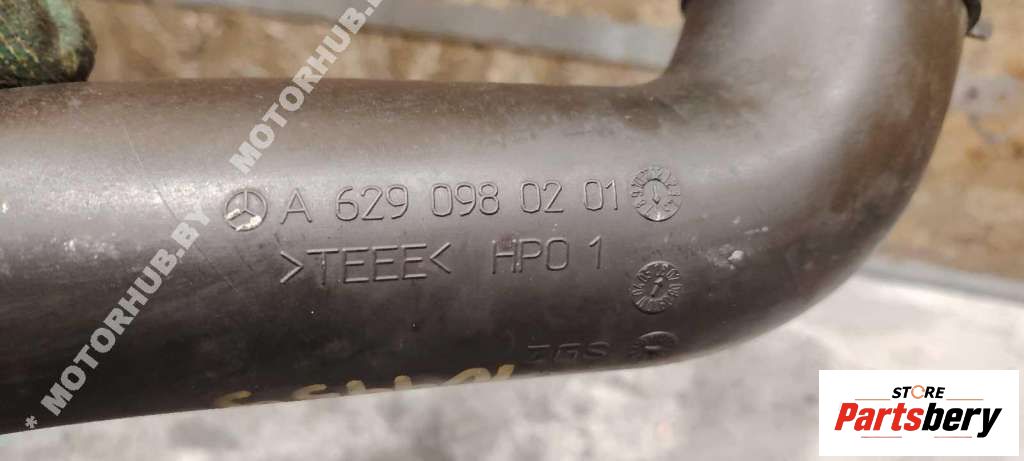 A 629 098 02 01
>TEEE< HPO 1
* MOTORHUB.BY * MOTORHUB.BY
STORE
Partsbery